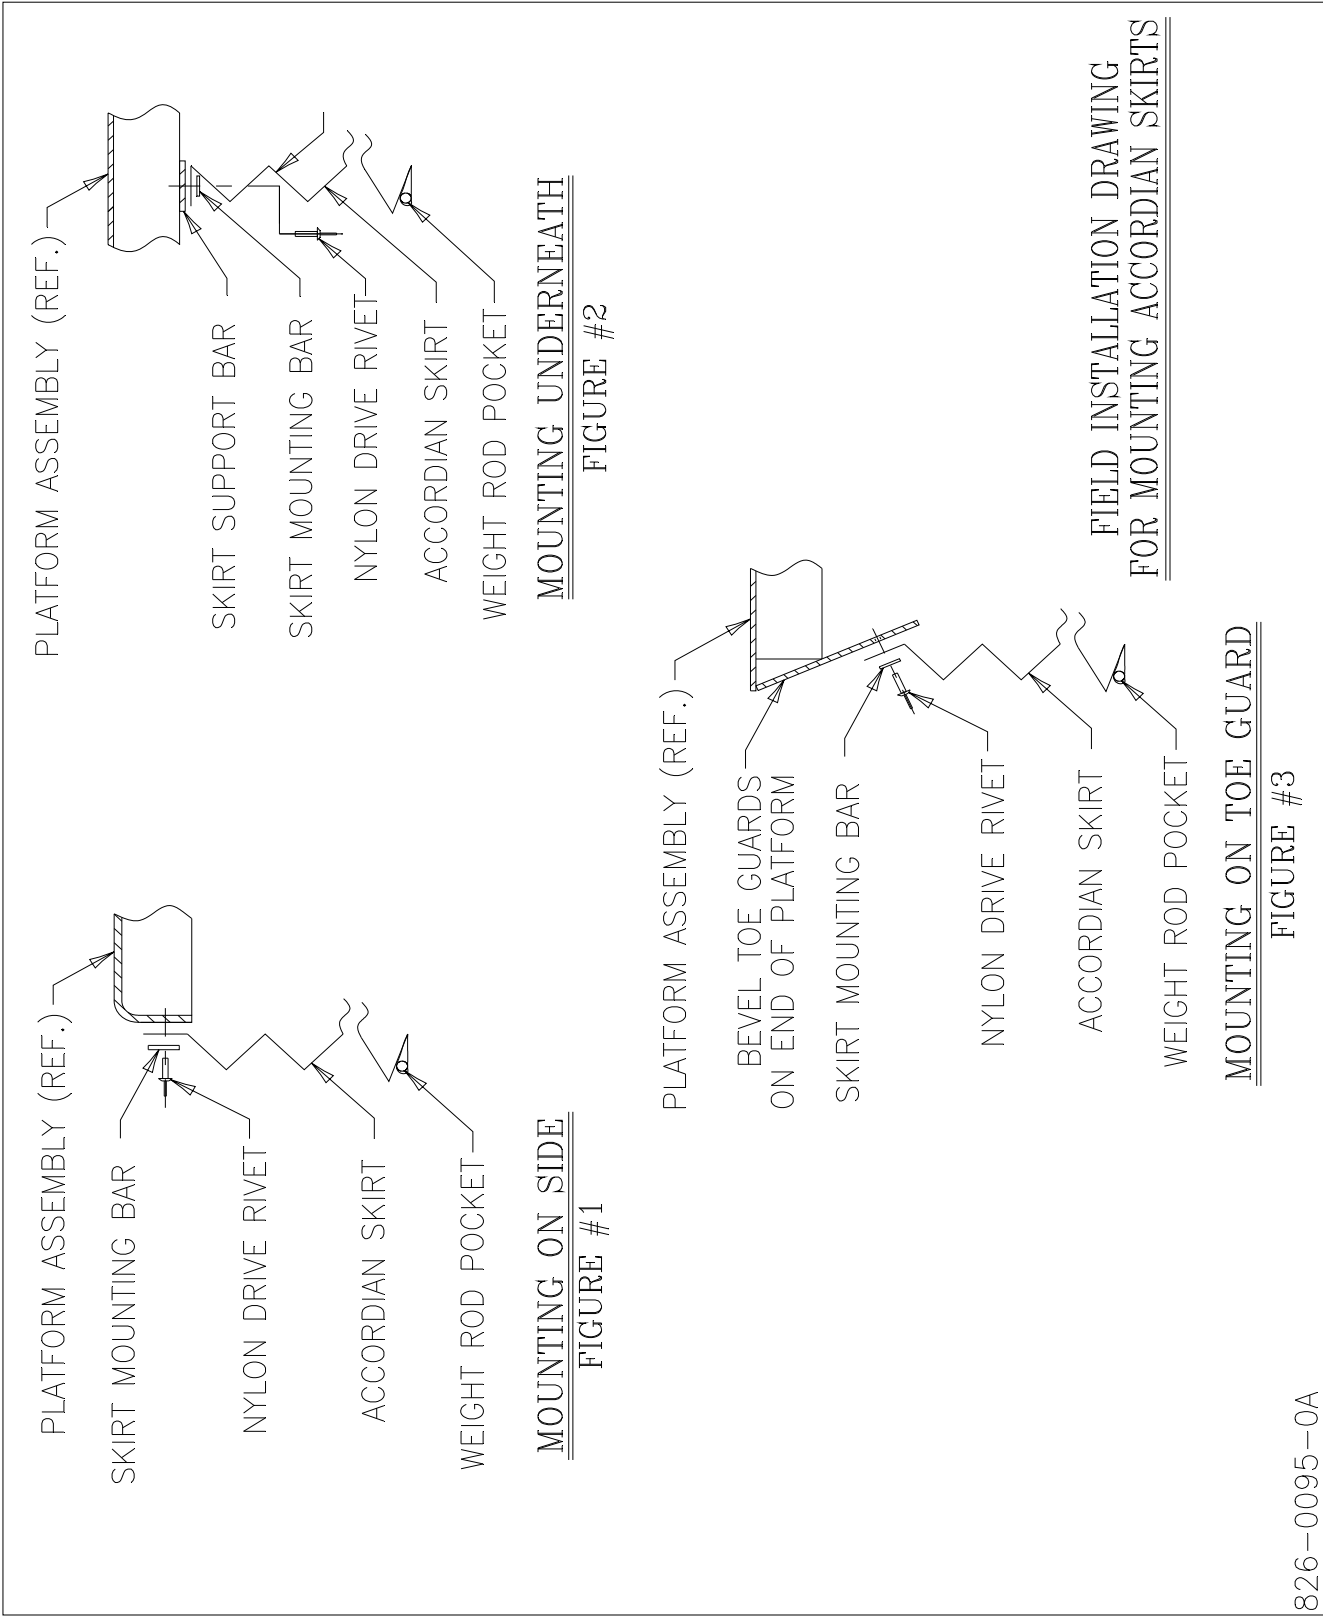 PLATFORM ASSEMBLY (REF.)
SKIRT MOUNTING BAR
NYLON DRIVE RIVET
ACCORDIAN SKIRT
WEIGHT ROD POCKET
MOUNTING ON SIDE
FIGURE #1
PLATFORM ASSEMBLY (REF.)
SKIRT SUPPORT BAR
SKIRT MOUNTING BAR
NYLON DRIVE RIVET
ACCORDIAN SKIRT
WEIGHT ROD POCKET
MOUNTING UNDERNEATH
FIGURE #2
PLATFORM ASSEMBLY (REF.)
BEVEL TOE GUARDS
ON END OF PLATFORM
SKIRT MOUNTING BAR
NYLON DRIVE RIVET
ACCORDIAN SKIRT
WEIGHT ROD POCKET
MOUNTING ON TOE GUARD
FIGURE #3
FIELD INSTALLATION DRAWING
FOR MOUNTING ACCORDIAN SKIRTS
826-0095-0A